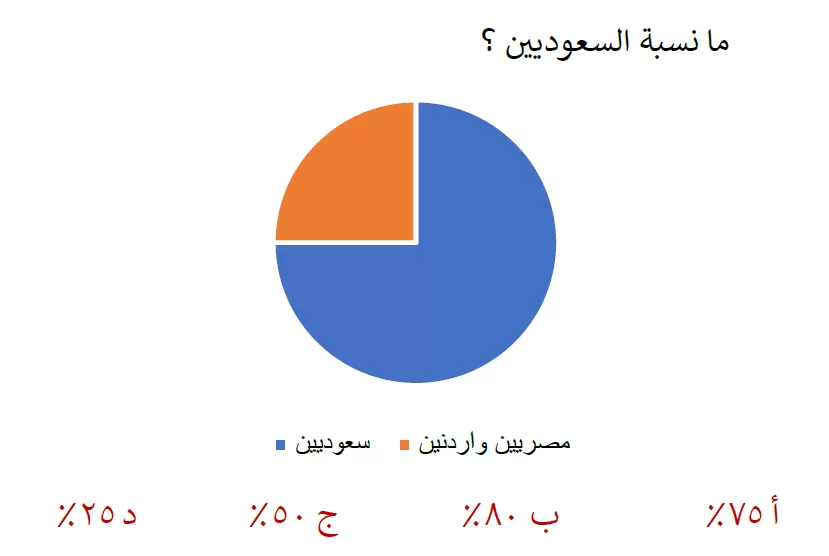 ما نسبة السعوديين ؟
مصريين واردنين سعوديين
أ ٧٥٪ ب ٨٠٪ ج ٥٠٪ د ٢٥٪